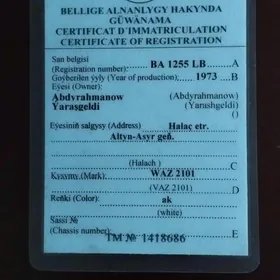 BELLIGE ALNANLYGY HAKYNDA
GÜWÄNAMA
CERTIFICAT D'IMMATRICULATION
CERTIFICATE OF REGISTRATION
San belgisi
(Registration number): BA 1255 LB A
Goýberilen ýyly (Year of production): 1973 B
Eýesi (Owner):
Abdyrahmanow (Abdyrahmanow)
Ýarasgeldi (Yarashgeldi)
()
Eýesiniň salgysy (Address) Halaç etr.
Altyn-Asyr geň.
(Halach ) C
Kysymy (Mark): WAZ 2101
(VAZ 2101) D
Reňki (Color): ak
(white)
Şassi №
(Chassis number): E
TM № 1418686